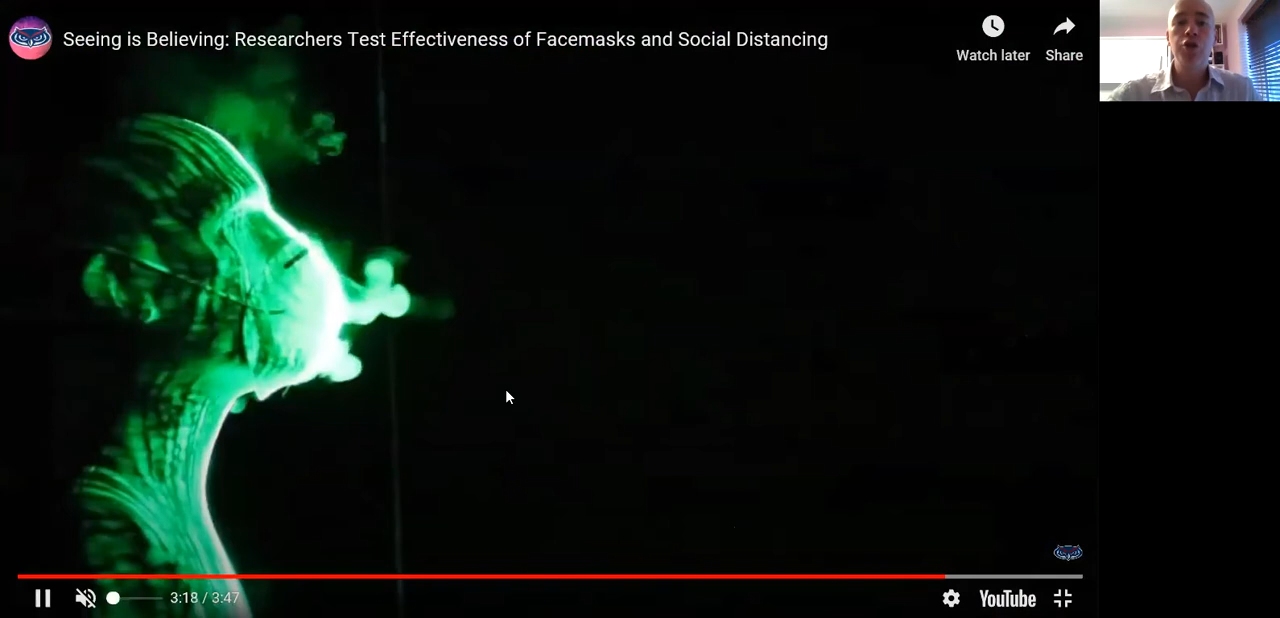 Seeing is Believing: Researchers Test Effectiveness of Facemasks and Social Distancing
Watch later
Share
3:18 / 3:47
YouTube